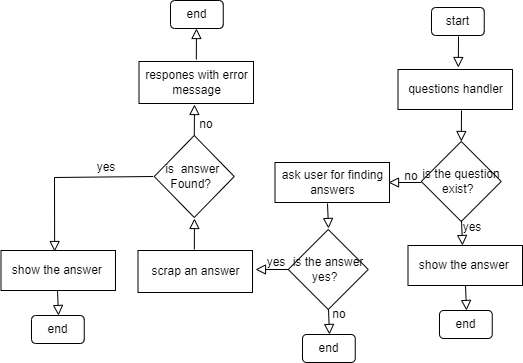 end
start
respones with error
message
questions handler
no
is answer
Found?
yes
ask user for finding
answers
no
is the question
exist?
yes
show the answer
scrap an answer
yes
is the answer
yes?
show the answer
end
no
end
end